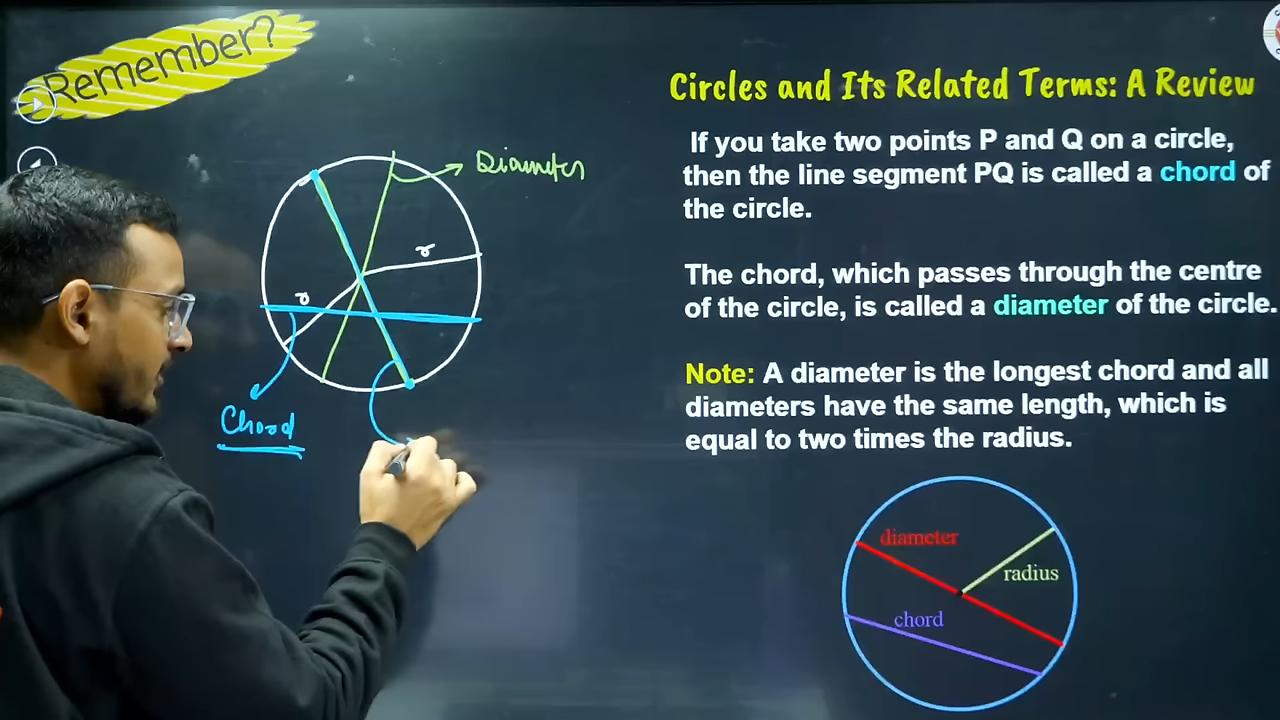 Remember?
Circles and Its Related Terms: A Review
If you take two points P and Q on a circle,
then the line segment PQ is called a chord of
the circle.
The chord, which passes through the centre
of the circle, is called a diameter of the circle.
Note: A diameter is the longest chord and all
diameters have the same length, which is
equal to two times the radius.
Diameter
r
r
Chord
diameter
radius
chord